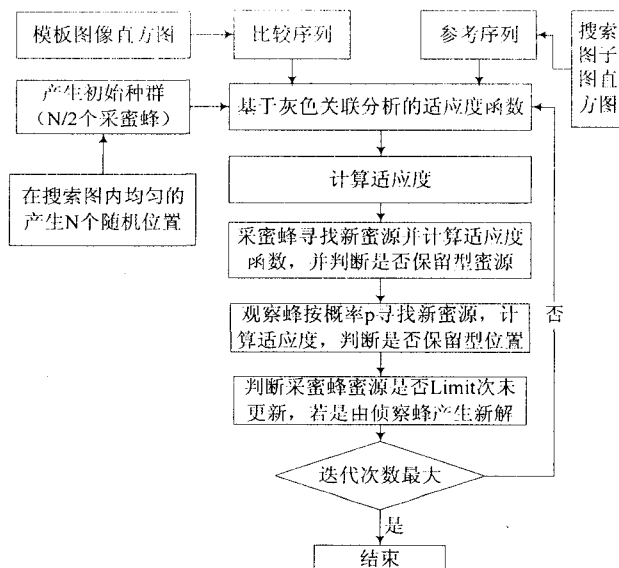 模板图像直方图
比较序列
参考序列
搜索
图子
图直
方图
产生初始种群
（N/2个采蜜蜂）
基于灰色关联分析的适应度函数
在搜索图内均匀的
产生N个随机位置
计算适应度
采蜜蜂寻找新蜜源并计算适应度
函数，并判断是否保留型蜜源
观察蜂按概率p寻找新蜜源，计
算适应度，判断是否保留型位置
否
判断采蜜蜂蜜源是否Limit次未
更新，若是由侦察蜂产生新解
迭代次数最大
是
结束